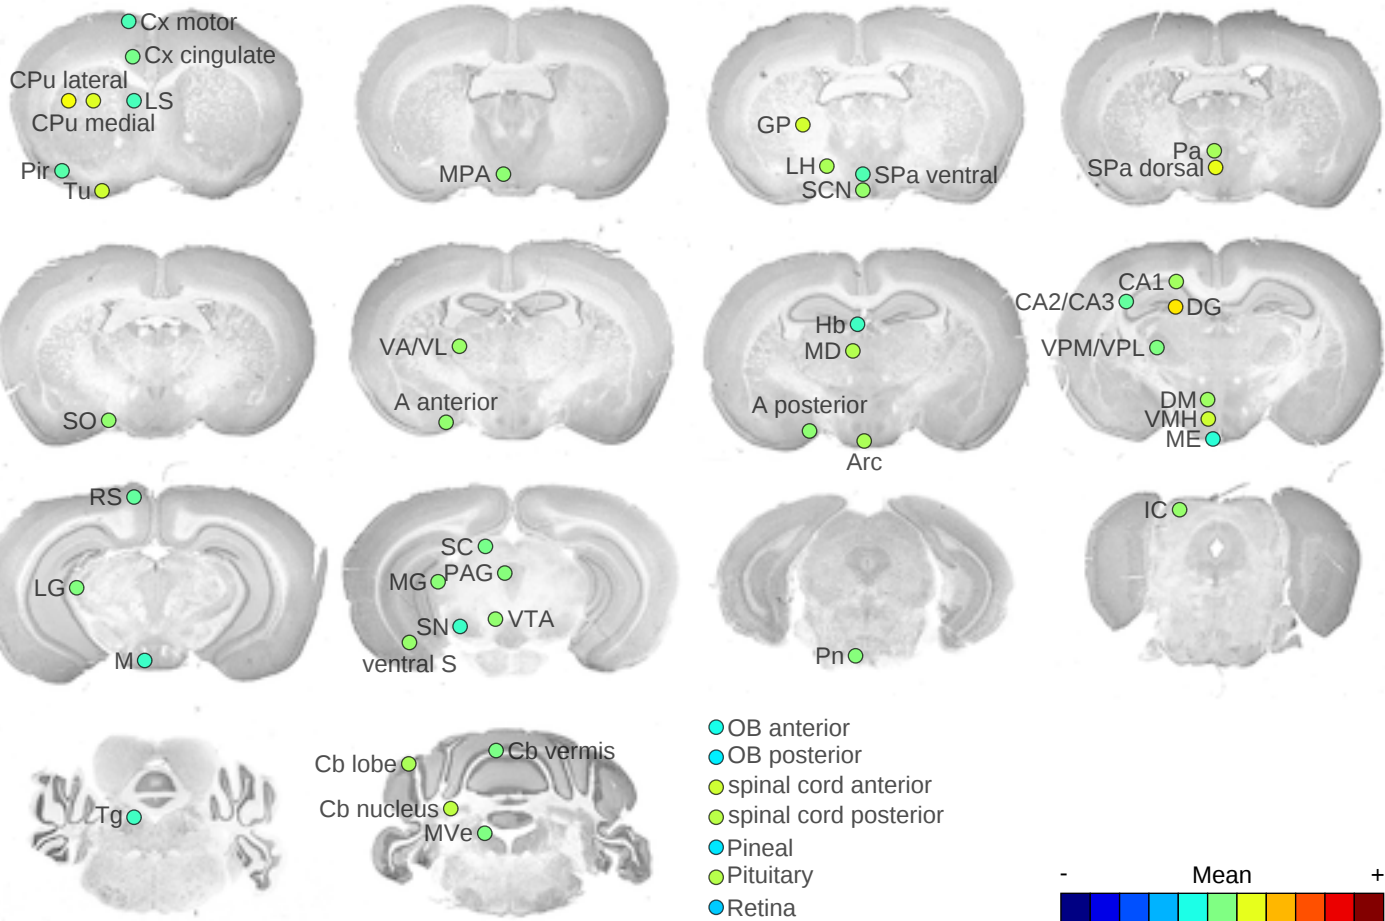 Cx motor
Cx cingulate
CPu lateral
LS
CPu medial
Pir
Tu
MPA
GP
LH
SPa ventral
SCN
Pa
SPa dorsal
SO
VA/VL
A anterior
Hb
MD
A posterior
Arc
CA1
CA2/CA3
DG
VPM/VPL
DM
VMH
ME
RS
LG
M
SC
MG
PAG
SN
VTA
ventral S
Pn
IC
Tg
Cb vermis
Cb lobe
Cb nucleus
MVe
OB anterior
OB posterior
spinal cord anterior
spinal cord posterior
Pineal
Pituitary
Retina
- Mean +